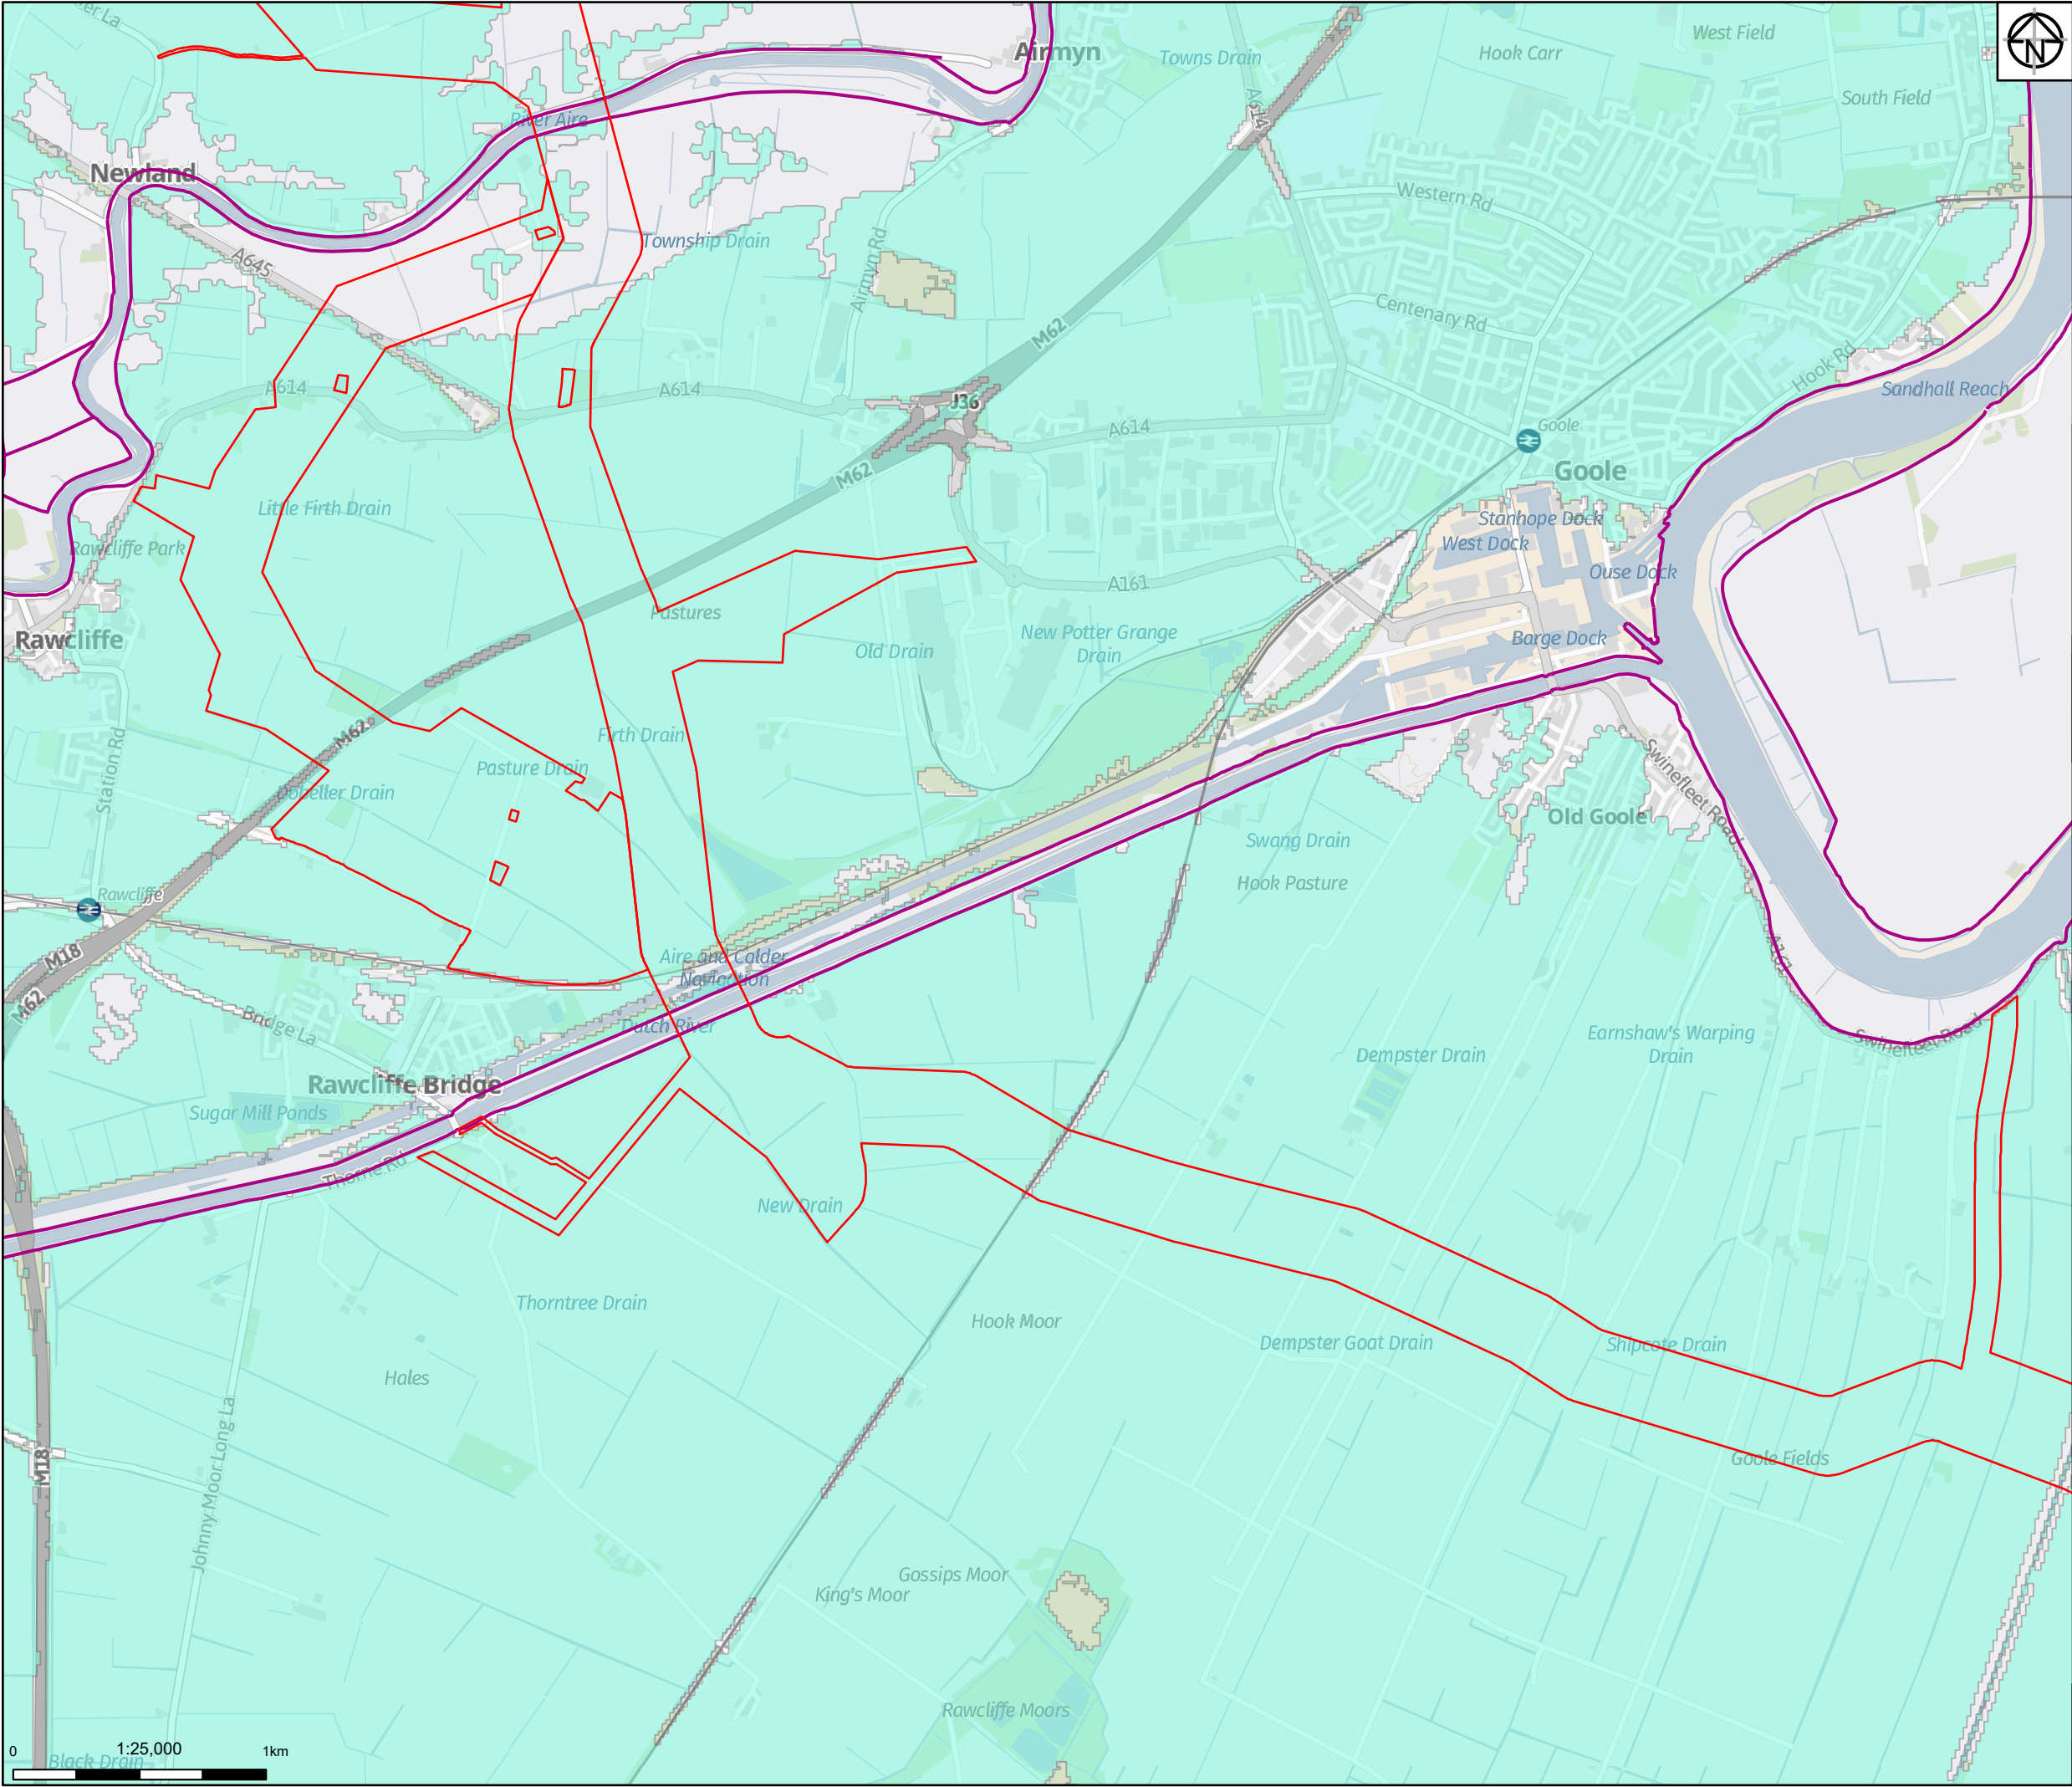 Airmyn
Towns Drain
Hook Carr
West Field
South Field
N
A614
River Aire
Newland
Western Rd
Township Drain
A645
Airmyn Rd
M62
Centenary Rd
Hook Rd
Sandhall Reach
A614
A614
J36
A614
Goole
Goole
M62
Little Firth Drain
Stanhope Dock
West Dock
Rawcliffe Park
Ouse Dock
A161
Pastures
New Potter Grange
Drain
Old Drain
Barge Dock
Rawcliffe
M62
Firth Drain
Pasture Drain
Station Rd
Swinefleet Road
Old Goole
Swang Drain
Hook Pasture
Rawcliffe
M18
A161
Aire and Calder
Navigation
M62
Bridge La
Dutch River
Earnshaw's Warping
Drain
Swinefleet Road
Dempster Drain
Rawcliffe Bridge
Sugar Mill Ponds
Thorne Rd
New Drain
Thorntree Drain
Hook Moor
Dempster Goat Drain
Shipcote Drain
Hales
Johnny Moor Long La
M18
Goole Fields
Gossips Moor
King's Moor
Rawcliffe Moors
Black Drain
0 1:25,000 1km